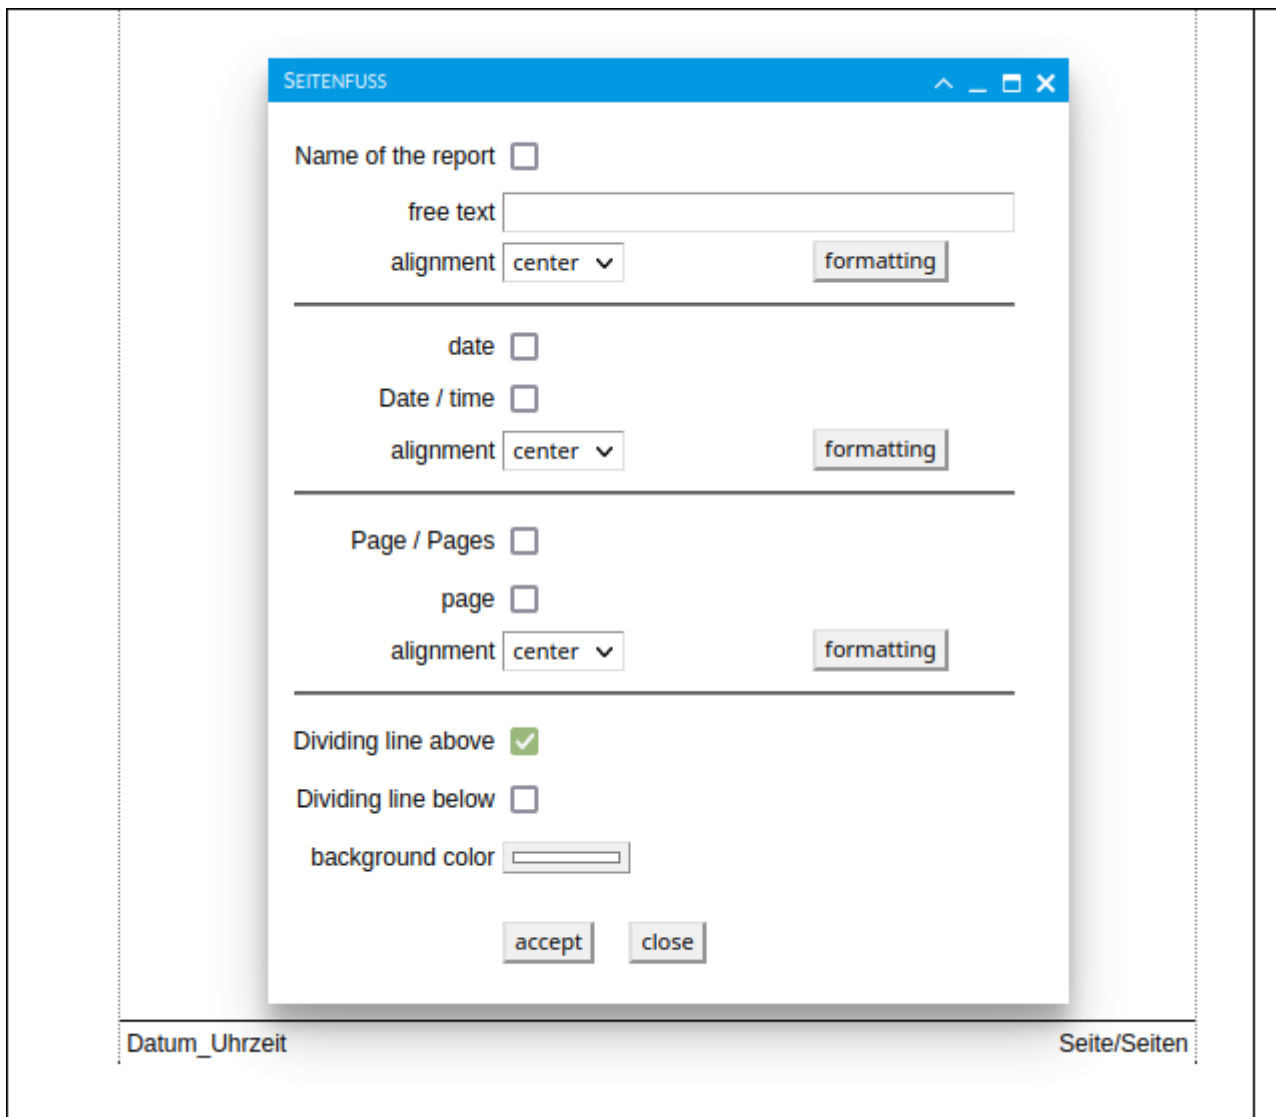 SEITENFUSS
Name of the report
free text
alignment center formatting
date
Date / time
alignment center formatting
Page / Pages
page
alignment center formatting
Dividing line above
Dividing line below
background color
accept close
Datum_Uhrzeit Seite/Seiten